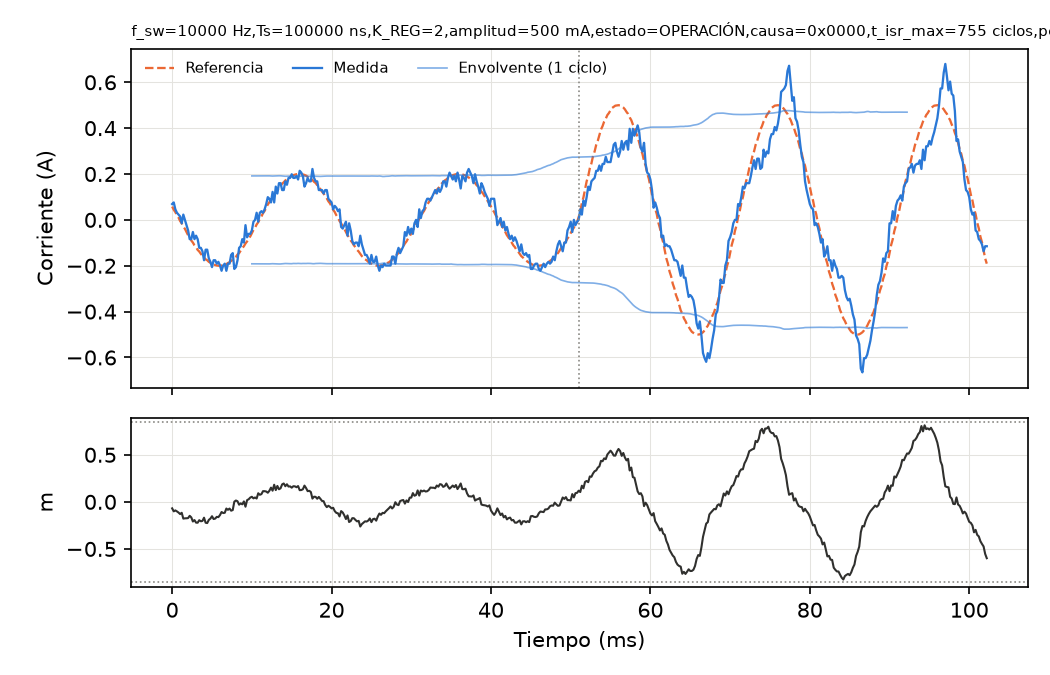 f_sw=10000 Hz,Ts=100000 ns,K_REG=2,amplitud=500 mA,estado=OPERACIÓN,causa=0x0000,t_isr_max=755 ciclos,
Referencia
Medida
Envolvente (1 ciclo)
Corriente (A)
0.6
0.4
0.2
0.0
−0.2
−0.4
−0.6
m
0.5
0.0
−0.5
0
20
40
60
80
100
Tiempo (ms)